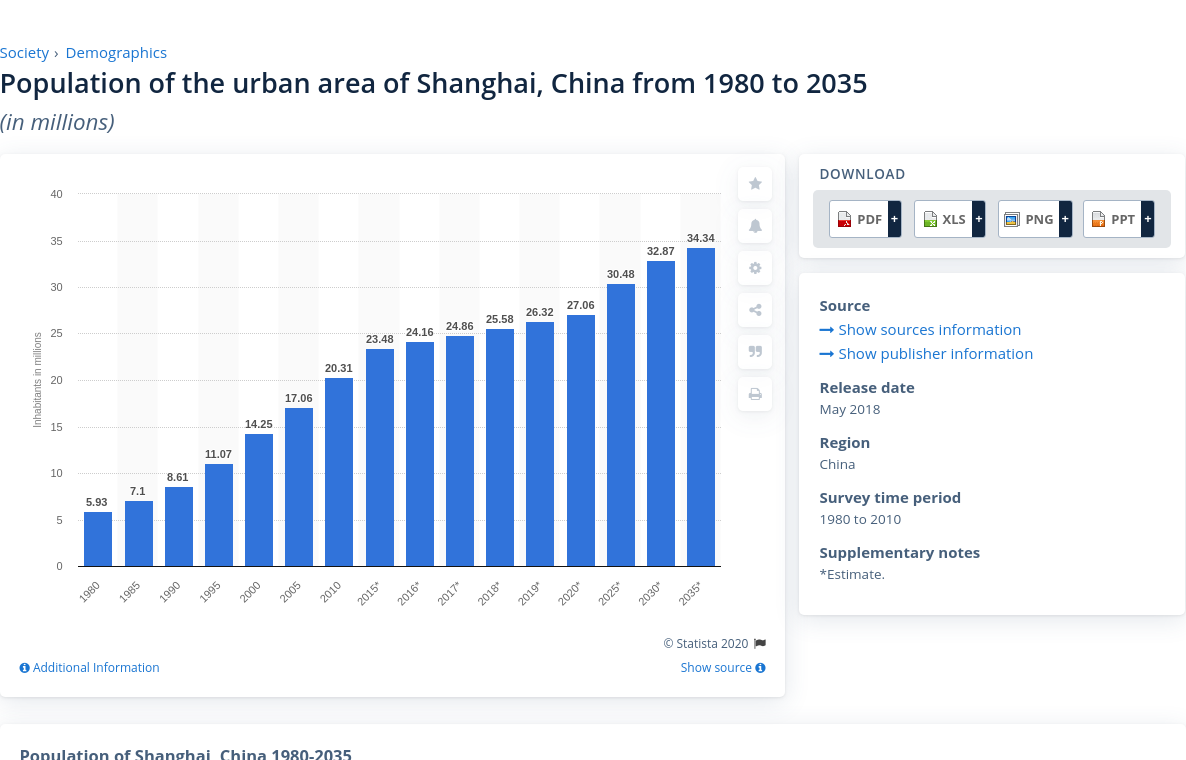 Society › Demographics
Population of the urban area of Shanghai, China from 1980 to 2035
(in millions)
40
35
30
25
20
15
10
5
0
Inhabitants in millions
5.93
7.1
8.61
11.07
14.25
17.06
20.31
23.48
24.16
24.86
25.58
26.32
27.06
30.48
32.87
34.34
1980
1985
1990
1995
2000
2005
2010
2015*
2016*
2017*
2018*
2019*
2020*
2025*
2030*
2035*
© Statista 2020
Additional Information
Show source
DOWNLOAD
PDF + XLS + PNG + PPT +
Source
Show sources information
Show publisher information
Release date
May 2018
Region
China
Survey time period
1980 to 2010
Supplementary notes
*Estimate.
Population of Shanghai, China 1980-2035